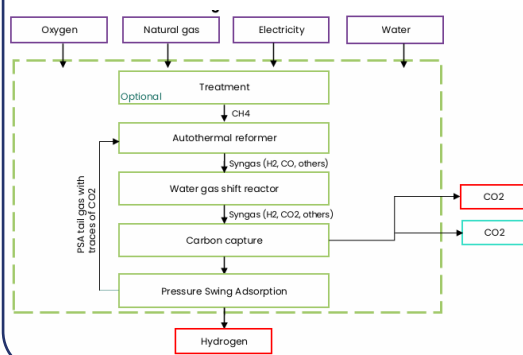 Oxygen
Natural gas
Electricity
Water
Treatment
Optional
CH4
Autothermal reformer
Syngas (H2, CO, others)
Water gas shift reactor
Syngas (H2, CO2, others)
Carbon capture
CO2
CO2
PSA tail gas with
traces of CO2
Pressure Swing Adsorption
Hydrogen